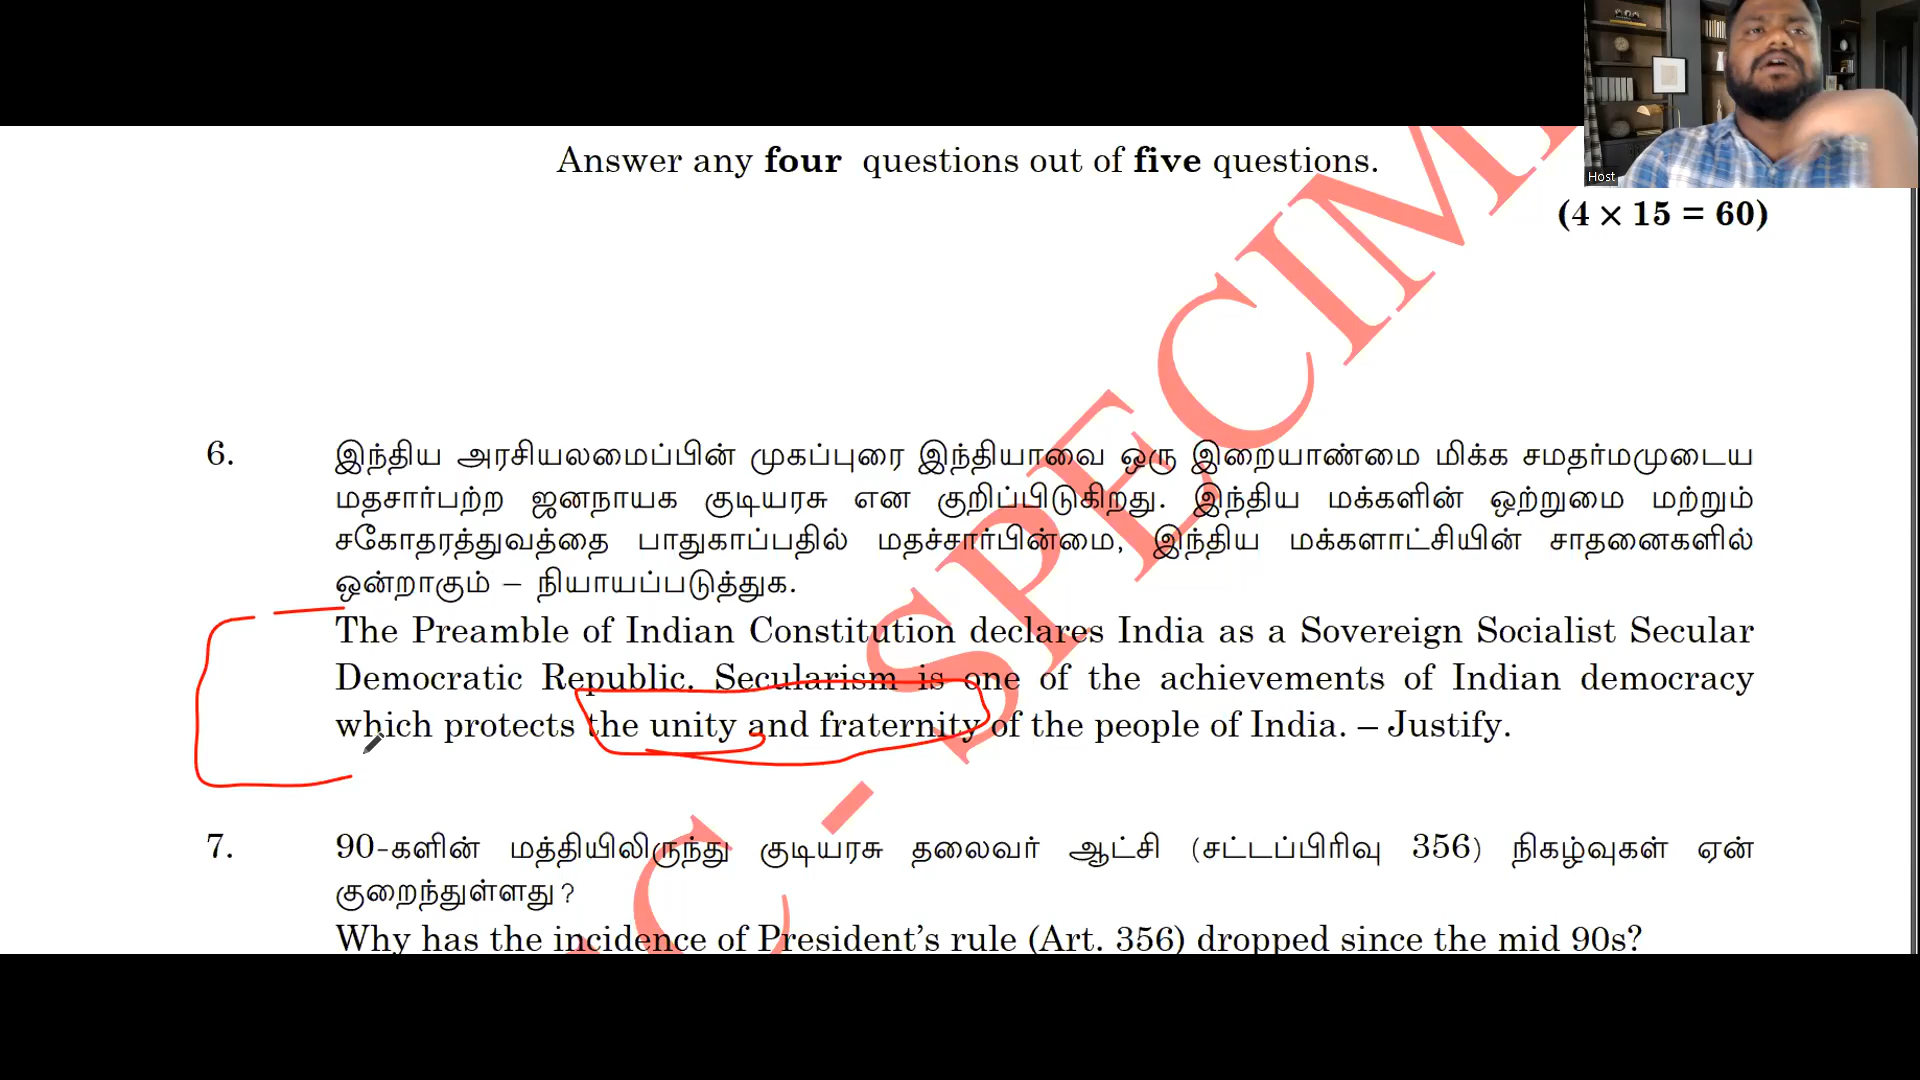 Host
Answer any four questions out of five questions.
(4 × 15 = 60)
6. இந்திய அரசியலமைப்பின் முகப்புரை இந்தியாவை ஒரு இறையாண்மை மிக்க சமதர்மமுடைய
மதசார்பற்ற ஜனநாயக குடியரசு என குறிப்பிடுகிறது. இந்திய மக்களின் ஒற்றுமை மற்றும்
சகோதரத்துவத்தை பாதுகாப்பதில் மதச்சார்பின்மை, இந்திய மக்களாட்சியின் சாதனைகளில்
ஒன்றாகும் – நியாயப்படுத்துக.
The Preamble of Indian Constitution declares India as a Sovereign Socialist Secular
Democratic Republic. Secularism is one of the achievements of Indian democracy
which protects the unity and fraternity of the people of India. – Justify.
7. 90-களின் மத்தியிலிருந்து குடியரசு தலைவர் ஆட்சி (சட்டப்பிரிவு 356) நிகழ்வுகள் ஏன்
குறைந்துள்ளது?
Why has the incidence of President's rule (Art. 356) dropped since the mid 90s?
C - SPECIM